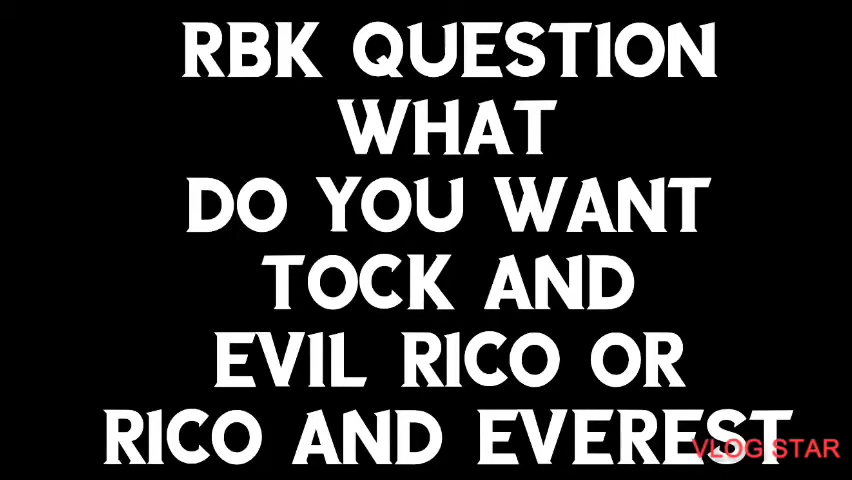 RBK QUESTION
WHAT
DO YOU WANT
TOCK AND
EVIL RICO OR
RICO AND EVEREST
VLOG STAR